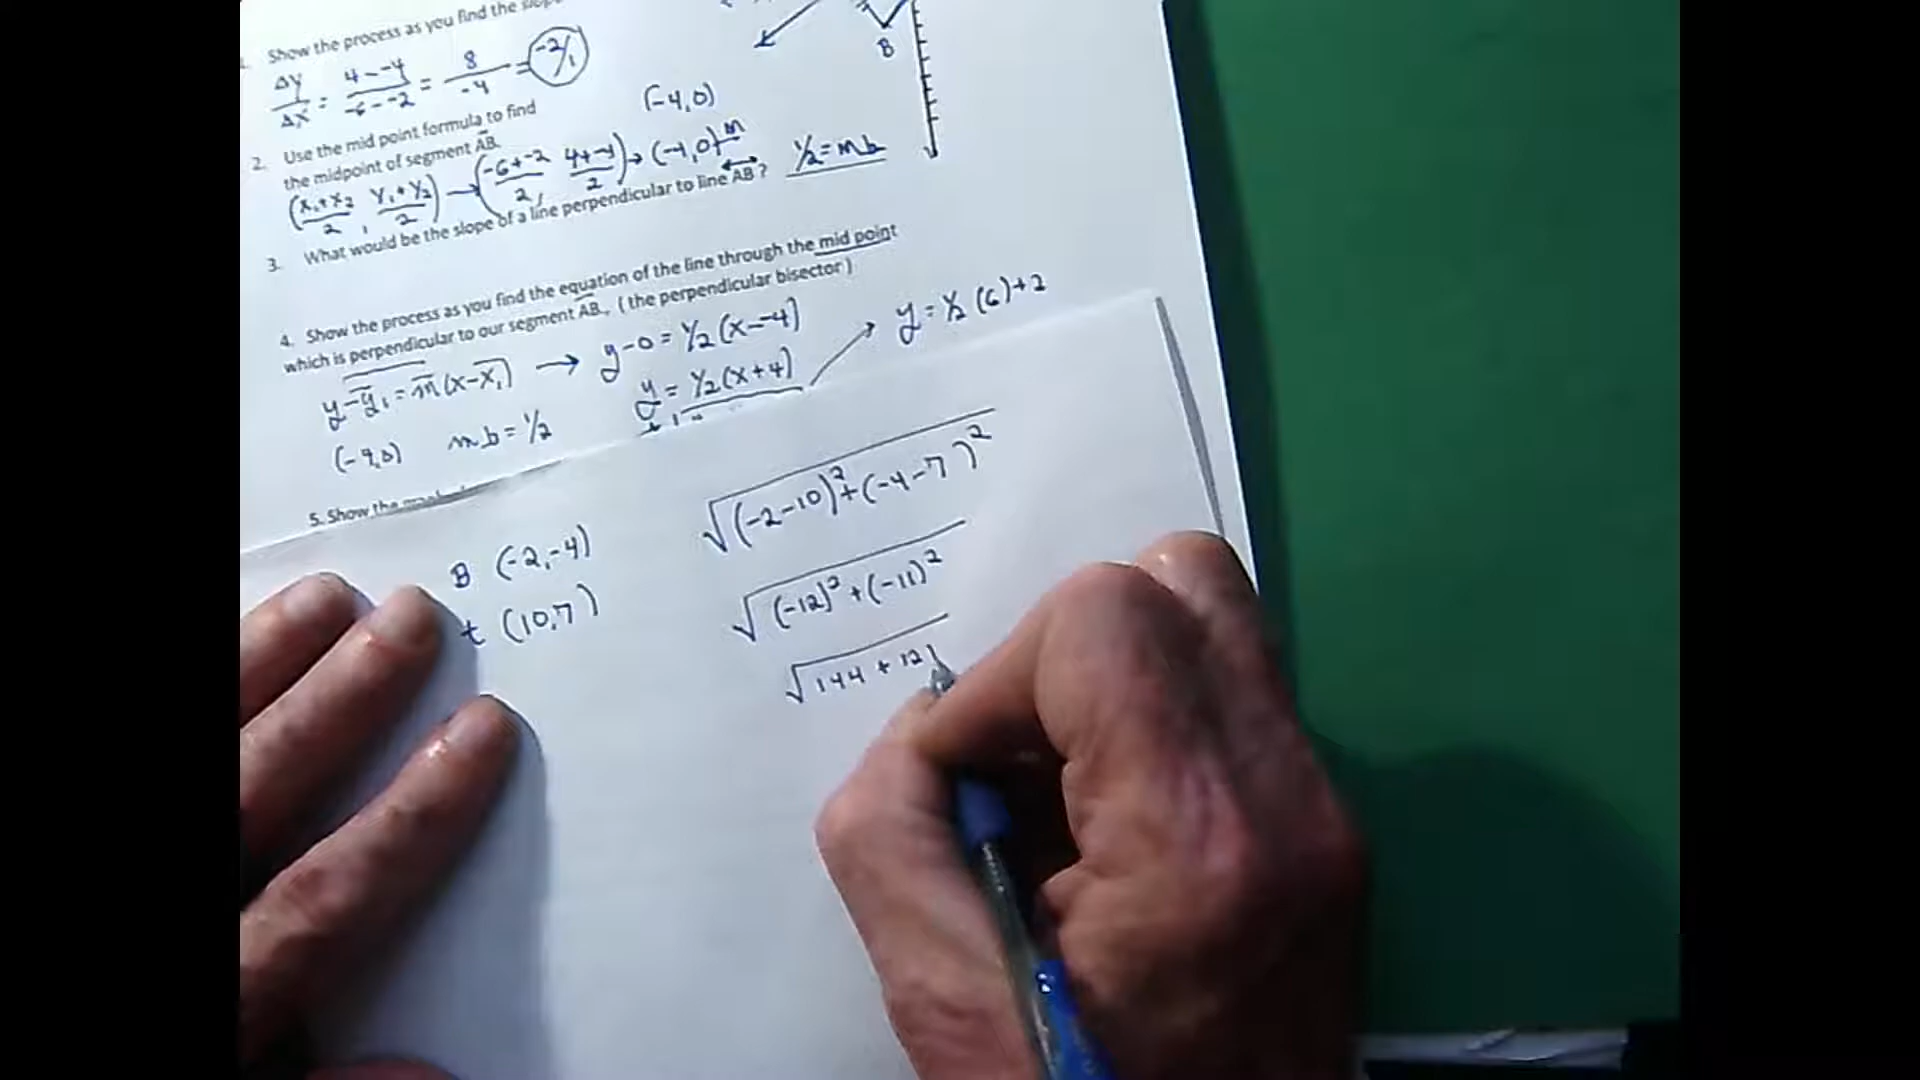 Show the process as you find the slope
ΔY/ΔX = 4--4/-6--2 = 8/-4 = -2/1
B
2. Use the mid point formula to find
the midpoint of segment AB.
(-4,0)
(x₁+x₂/2, Y₁+Y₂/2) → (-6+-2/2, 4+-4/2) → (-4,0) m
3. What would be the slope of a line perpendicular to line AB? 1/2 = mb
4. Show the process as you find the equation of the line through the mid point
which is perpendicular to our segment AB., (the perpendicular bisector)
y-y₁ = m(x-x₁) → y-0 = 1/2(x--4)
y = 1/2(x+4)
y = 1/2(6)+2
(-4,0) mb = 1/2
5. Show the
B (-2,-4)
t (10,7)
√(-2-10)²+(-4-7)²
√(-12)²+(-11)²
√144+121